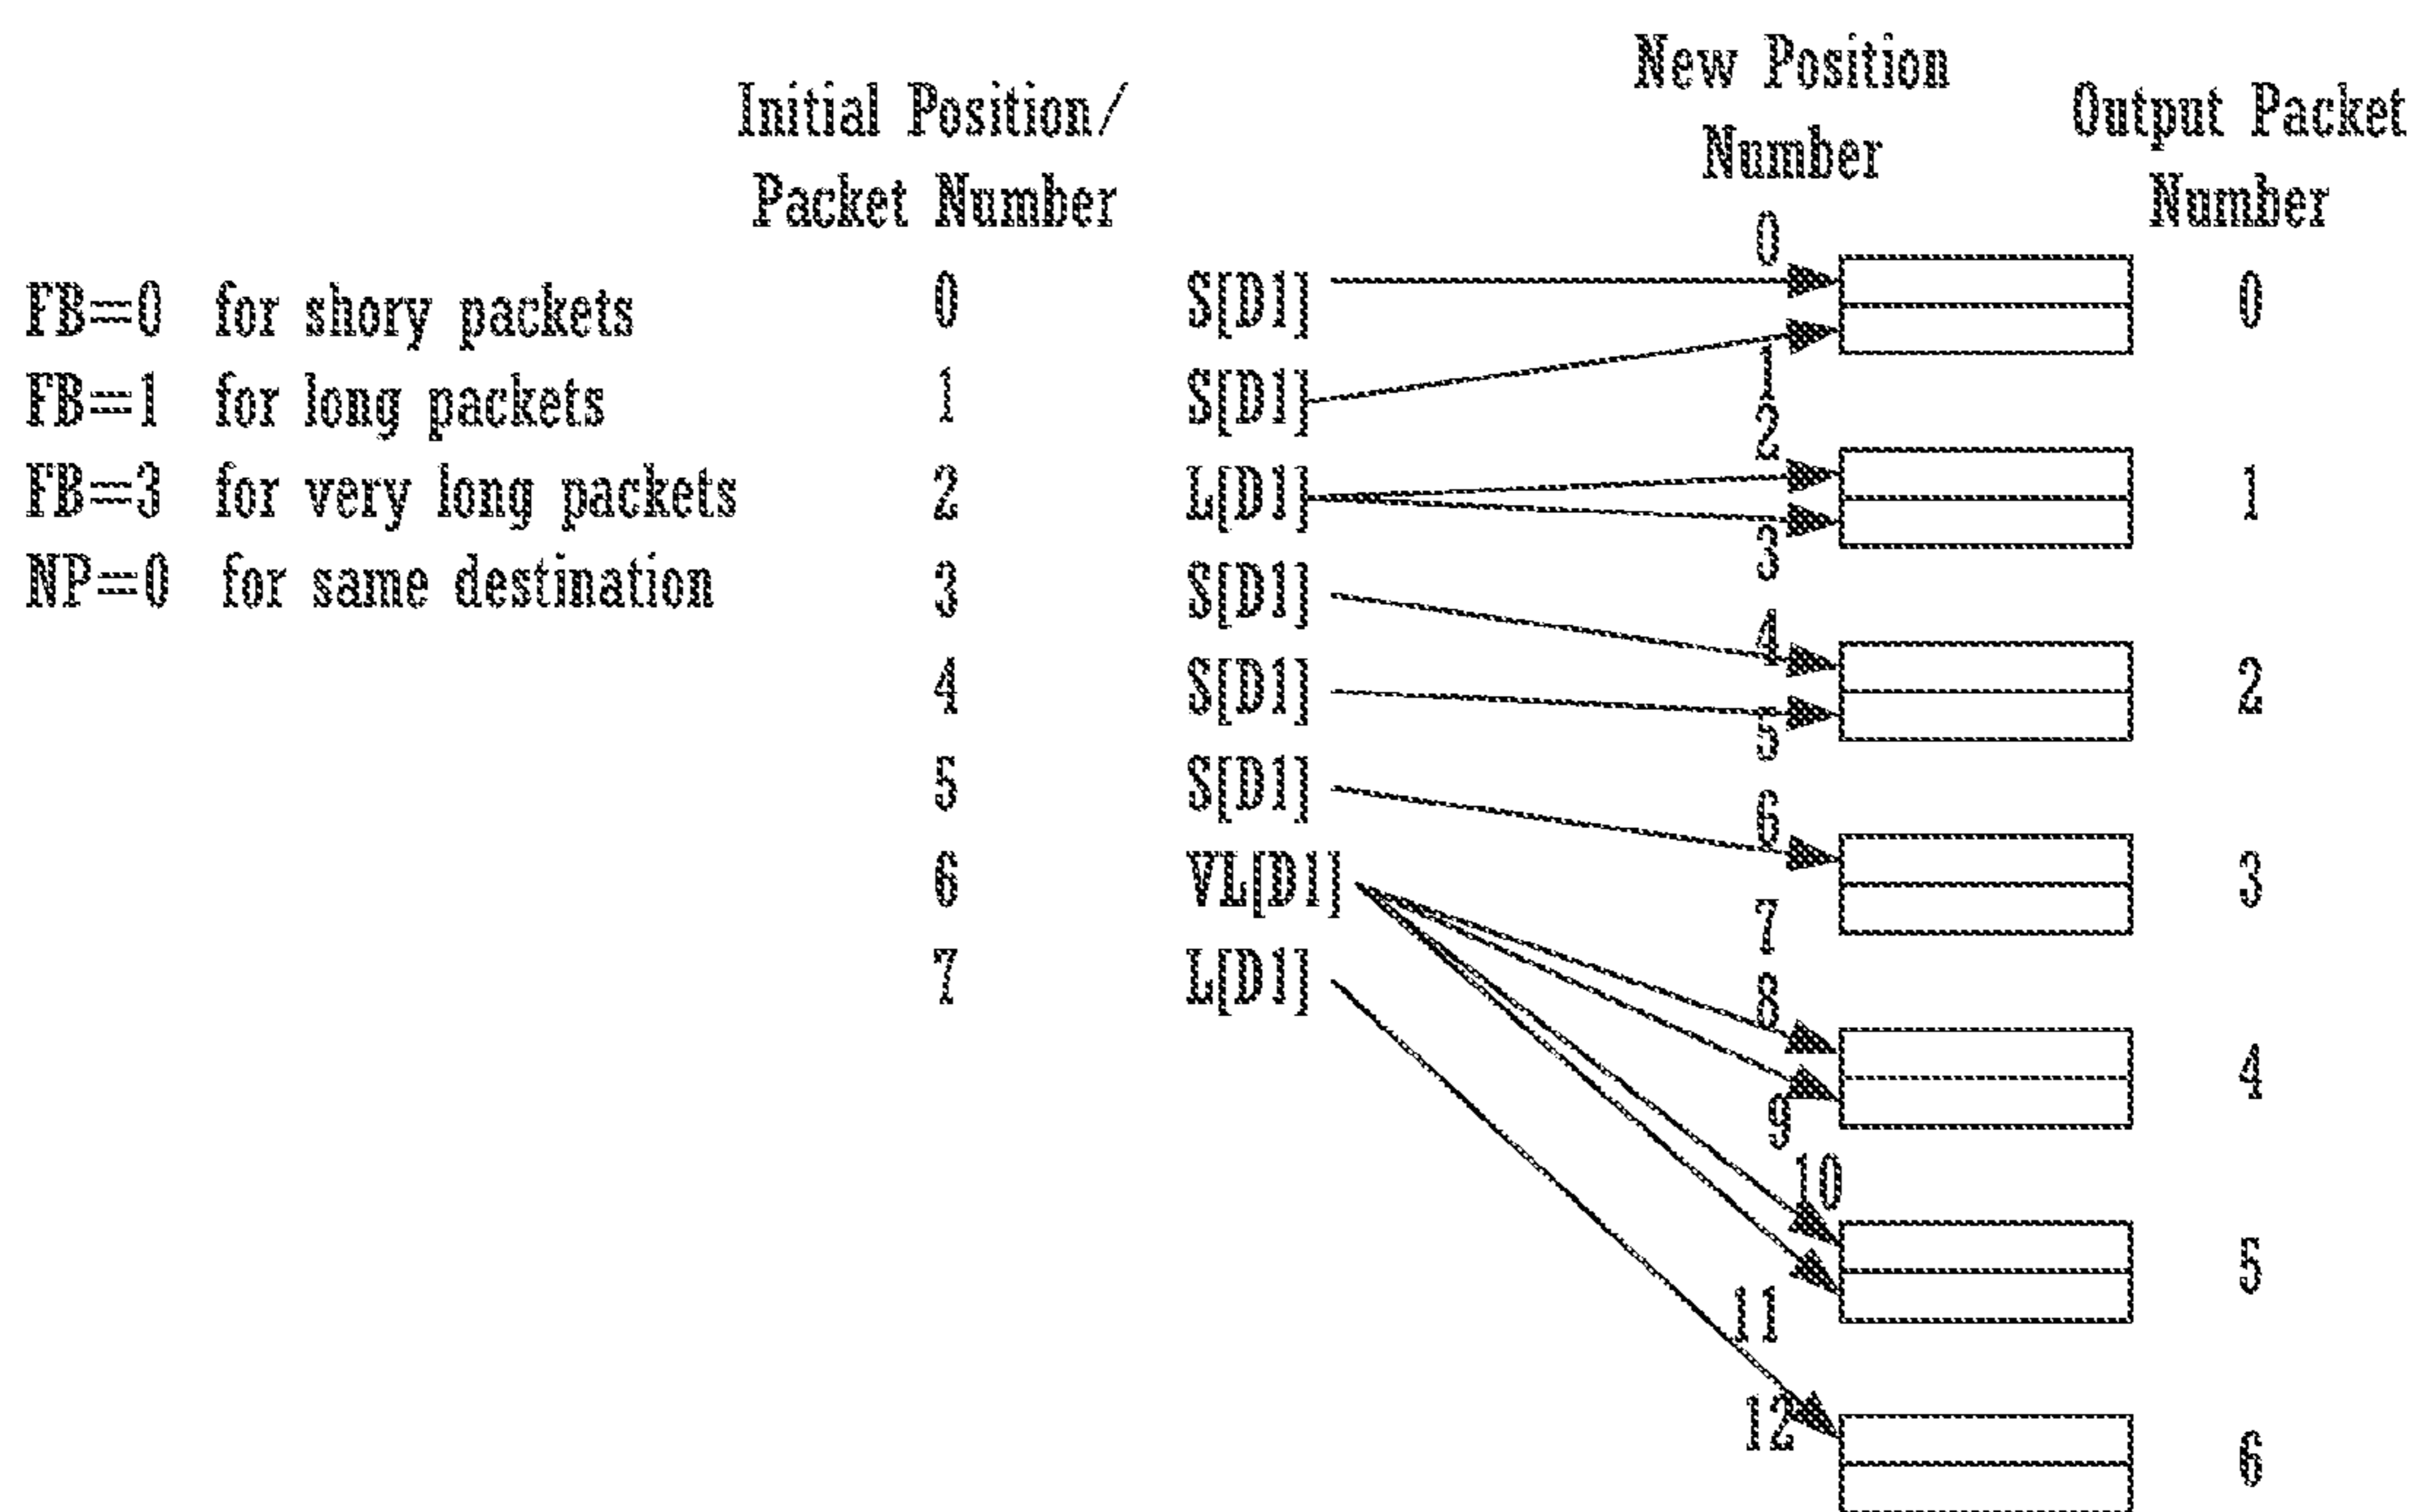 Initial Position/
Packet Number
New Position
Number
Output Packet
Number
FB=0 for shory packets
FB=1 for long packets
FB=3 for very long packets
NP=0 for same destination
0 S[D1]
1 S[D1]
2 L[D1]
3 S[D1]
4 S[D1]
5 S[D1]
6 VL[D1]
7 L[D1]
0
1
2
3
4
5
6
7
8
9
10
11
12
0
1
2
3
4
5
6